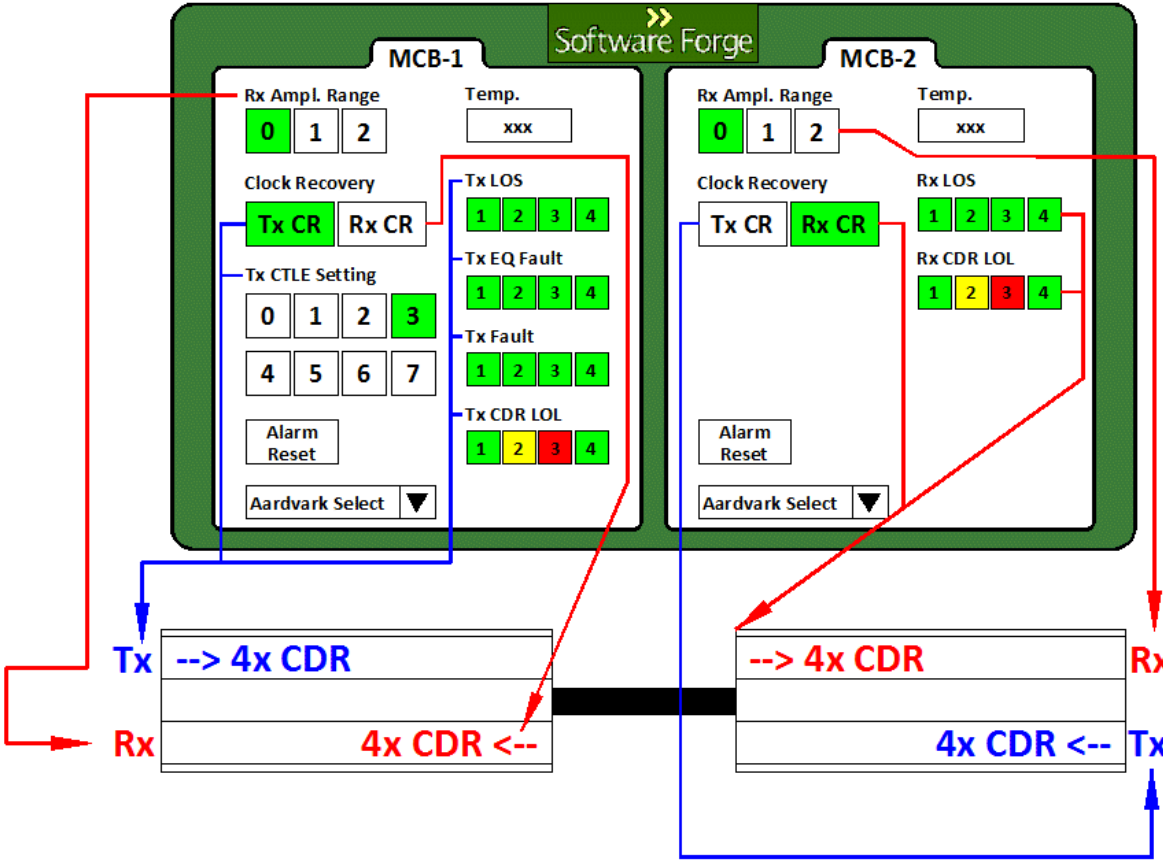 >>
Software Forge
MCB-1
Rx Ampl. Range
0 1 2
Temp.
xxx
Clock Recovery
Tx CR Rx CR
Tx CTLE Setting
0 1 2 3
4 5 6 7
Alarm
Reset
Aardvark Select
Tx LOS
1 2 3 4
Tx EQ Fault
1 2 3 4
Tx Fault
1 2 3 4
Tx CDR LOL
1 2 3 4
MCB-2
Rx Ampl. Range
0 1 2
Temp.
xxx
Clock Recovery
Tx CR Rx CR
Rx LOS
1 2 3 4
Rx CDR LOL
1 2 3 4
Alarm
Reset
Aardvark Select
Tx --> 4x CDR
Rx 4x CDR <--
--> 4x CDR Rx
4x CDR <-- Tx